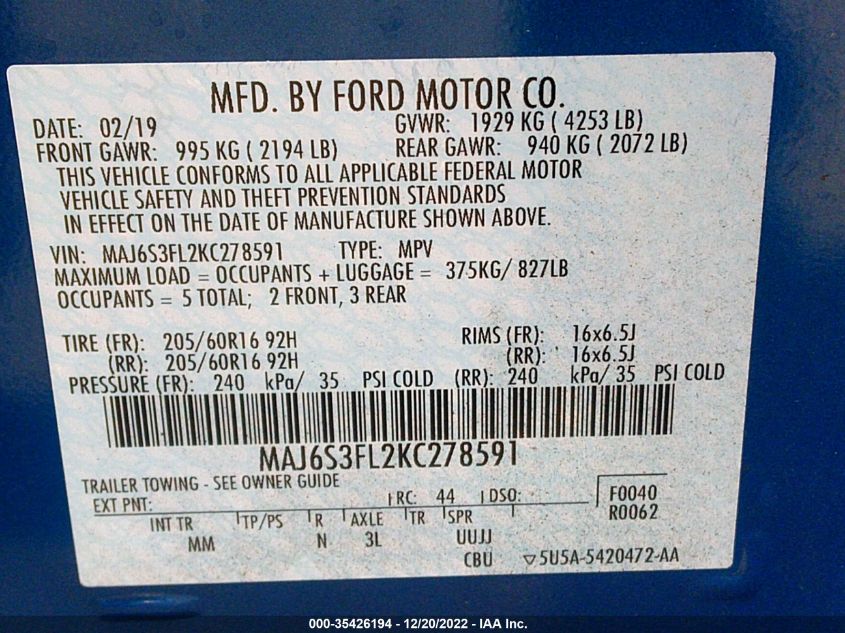 MFD. BY FORD MOTOR CO.
DATE: 02/19 GVWR: 1929 KG ( 4253 LB)
FRONT GAWR: 995 KG ( 2194 LB) REAR GAWR: 940 KG ( 2072 LB)
THIS VEHICLE CONFORMS TO ALL APPLICABLE FEDERAL MOTOR
VEHICLE SAFETY AND THEFT PREVENTION STANDARDS
IN EFFECT ON THE DATE OF MANUFACTURE SHOWN ABOVE.
VIN: MAJ6S3FL2KC278591 TYPE: MPV
MAXIMUM LOAD = OCCUPANTS + LUGGAGE = 375KG/ 827LB
OCCUPANTS = 5 TOTAL; 2 FRONT, 3 REAR
TIRE (FR): 205/60R16 92H RIMS (FR): 16x6.5J
(RR): 205/60R16 92H (RR): 16x6.5J
PRESSURE (FR): 240 kPa/ 35 PSI COLD (RR): 240 kPa/ 35 PSI COLD
MAJ6S3FL2KC278591
TRAILER TOWING - SEE OWNER GUIDE
EXT PNT: RC: 44 DSO: F0040
INT TR TP/PS R AXLE TR SPR R0062
MM N 3L UUJJ
CBU ▽5U5A-5420472-AA
000-35426194 - 12/20/2022 - IAA Inc.